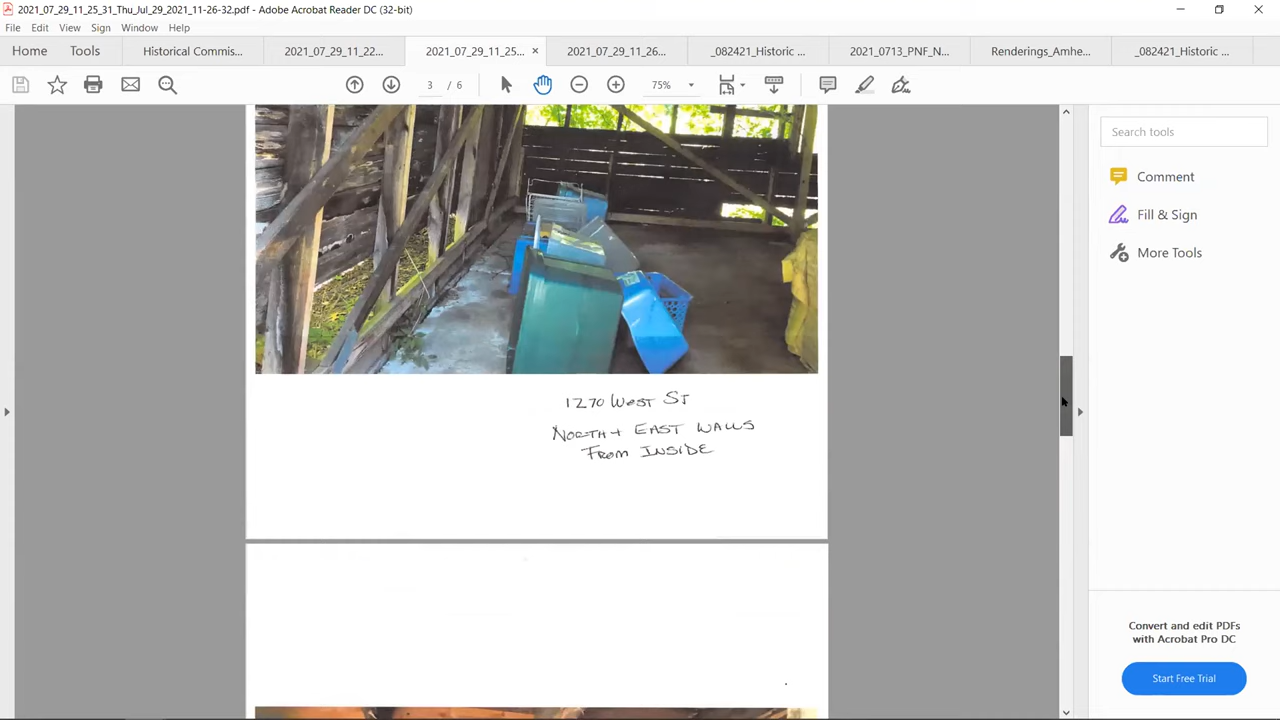 2021_07_29_11_25_31_Thu_Jul_29_2021_11-26-32.pdf - Adobe Acrobat Reader DC (32-bit)
File Edit View Sign Window Help
Home Tools Historical Commis... 2021_07_29_11_22... 2021_07_29_11_25... × 2021_07_29_11_26... _082421_Historic ... 2021_0713_PNF_N... Renderings_Amhe... _082421_Historic ...
3 / 6 75%
Search tools
Comment
Fill & Sign
More Tools
1270 West St
North + East Walls
From Inside
Convert and edit PDFs
with Acrobat Pro DC
Start Free Trial